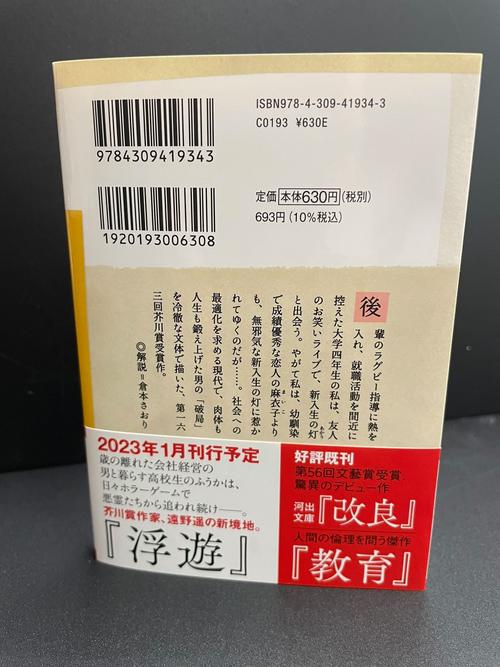 ISBN978-4-309-41934-3
C0193 ¥630E
9784309419343
定価 本体630円(税別)
693円(10%税込)
1920193006308
後輩のラグビー指導に熱を
入れ、就職活動を間近に
控えた大学四年生の私は、友人
のお笑いライブで、新入生の灯
あかり
と出会う。やがて私は、幼馴染
で成績優秀な恋人の麻衣子より
まいこ
も、無邪気な新入生の灯に惹か
れてゆくのだが……。社会への
最適化を求める現代で、肉体も
人生も鍛え上げた男の「破局」
を冷徹な文体で描いた、第一六
三回芥川賞受賞作。
◎解説=倉本さおり
2023年1月刊行予定
歳の離れた会社経営の
男と暮らす高校生のふうかは、
日々ホラーゲームで
悪霊たちから追われ続け──。
芥川賞作家、遠野遥の新境地。
『浮遊』
好評既刊
第56回文藝賞受賞、
驚異のデビュー作
河出文庫『改良』
人間の倫理を問う傑作
『教育』